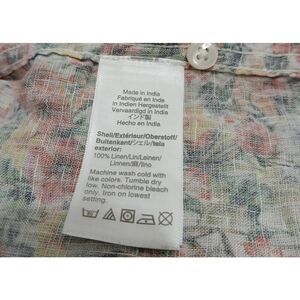 Made in India
Fabriqué en Inde
In Indien Hergestellt
Vervaardigd in India
インド製
Hecho en India
Shell/Extérieur/Oberstoff/
Buitenkant/シェル/tela
exterior:
100% Linen/Lin/Leinen/
Linnen/麻/lino
Machine wash cold with
like colors. Tumble dry
low. Non-chlorine bleach
only. Iron on lowest
setting.